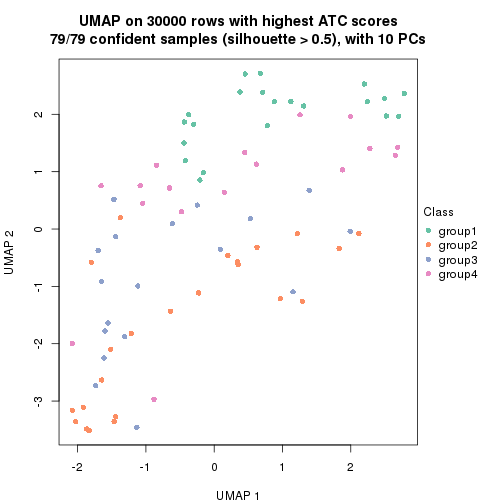 UMAP on 30000 rows with highest ATC scores
79/79 confident samples (silhouette > 0.5), with 10 PCs
UMAP 2
2
1
0
-1
-2
-3
-2
-1
0
1
2
UMAP 1
Class
group1
group2
group3
group4